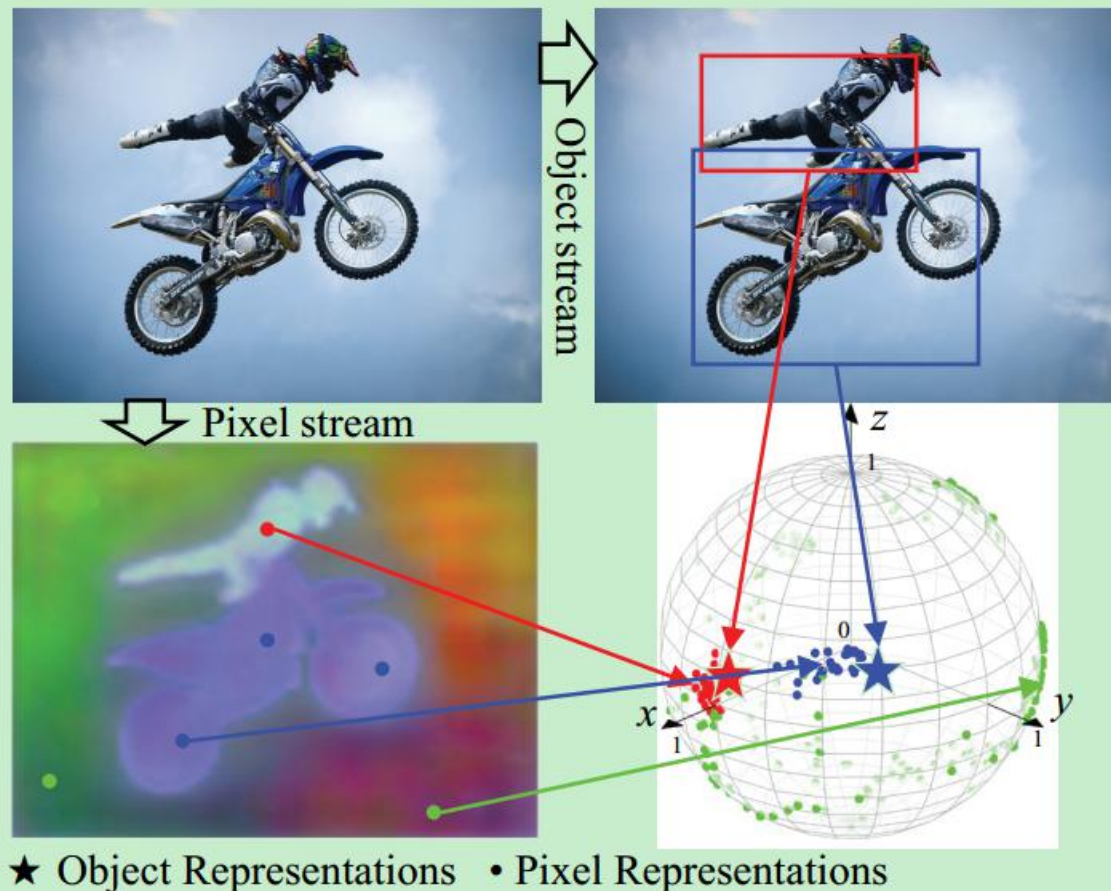 Object stream
Pixel stream
z
1
0
x
1
y
1
★ Object Representations • Pixel Representations